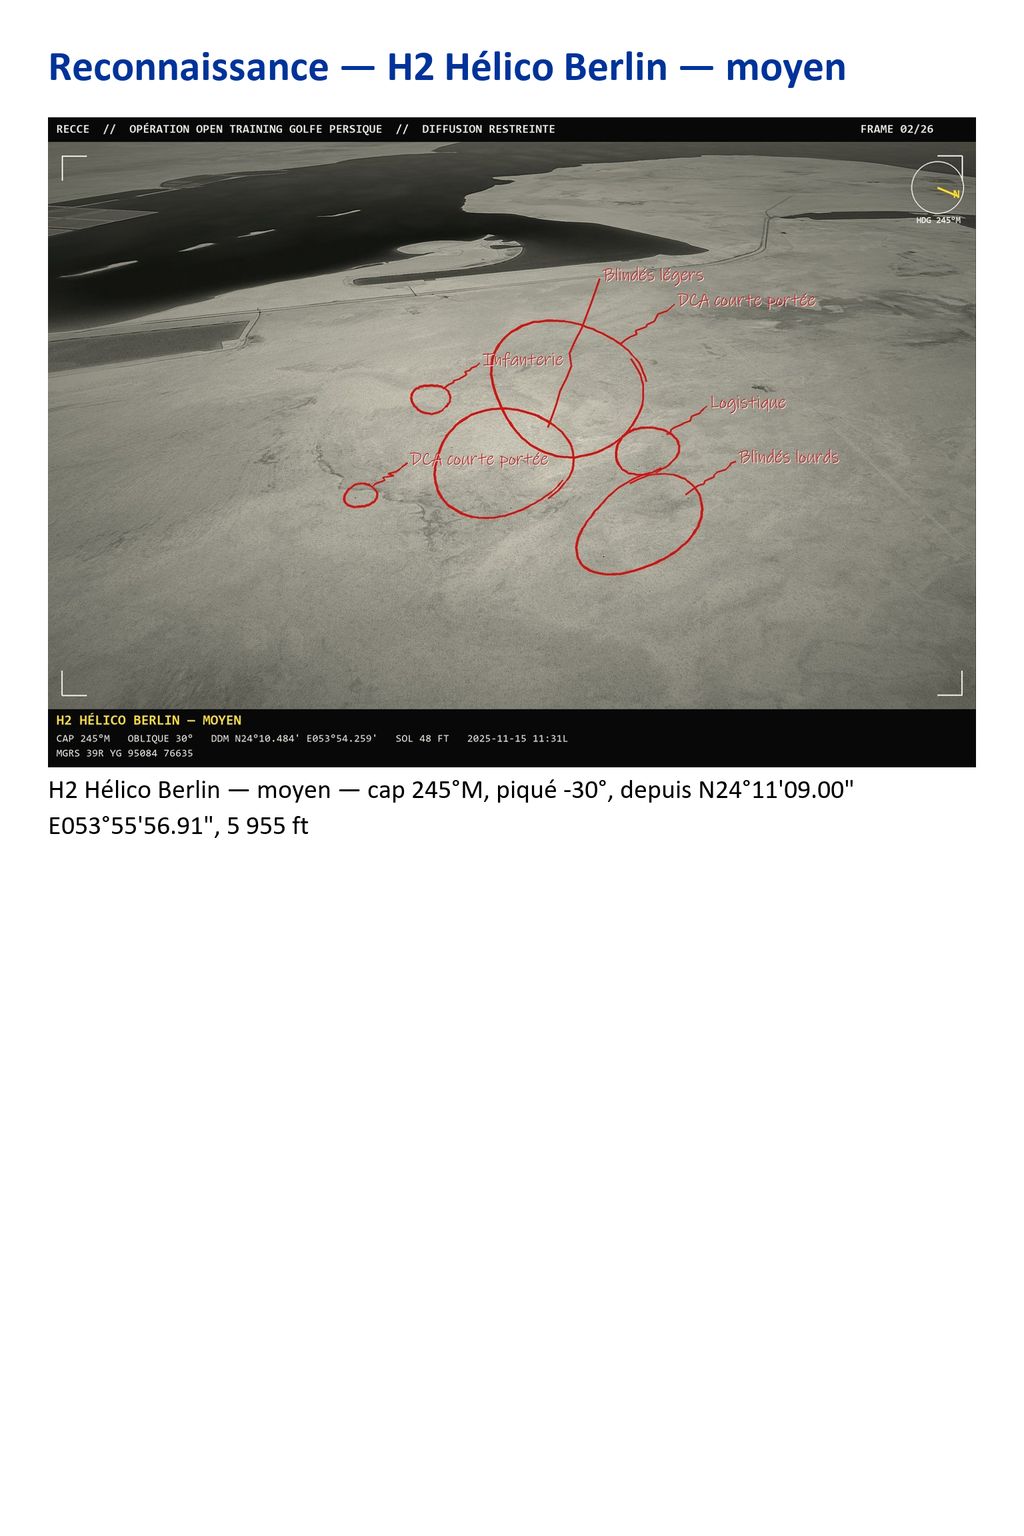 Reconnaissance — H2 Hélico Berlin — moyen
RECCE // OPÉRATION OPEN TRAINING GOLFE PERSIQUE // DIFFUSION RESTREINTE FRAME 02/26
N
HDG 245°M
Blindés légers
DCA courte portée
Infanterie
Logistique
DCA courte portée
Blindés lourds
H2 HÉLICO BERLIN — MOYEN
CAP 245°M OBLIQUE 30° DDM N24°10.484' E053°54.259' SOL 48 FT 2025-11-15 11:31L
MGRS 39R YG 95084 76635
H2 Hélico Berlin — moyen — cap 245°M, piqué -30°, depuis N24°11'09.00"
E053°55'56.91", 5 955 ft